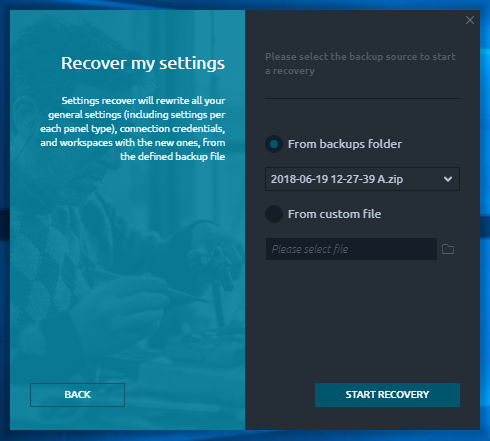 Recover my settings
Settings recover will rewrite all your
general settings (including settings per
each panel type), connection credentials,
and workspaces with the new ones, from
the defined backup file
BACK
Please select the backup source to start
a recovery
From backups folder
2018-06-19 12-27-39 A.zip
From custom file
Please select file
START RECOVERY